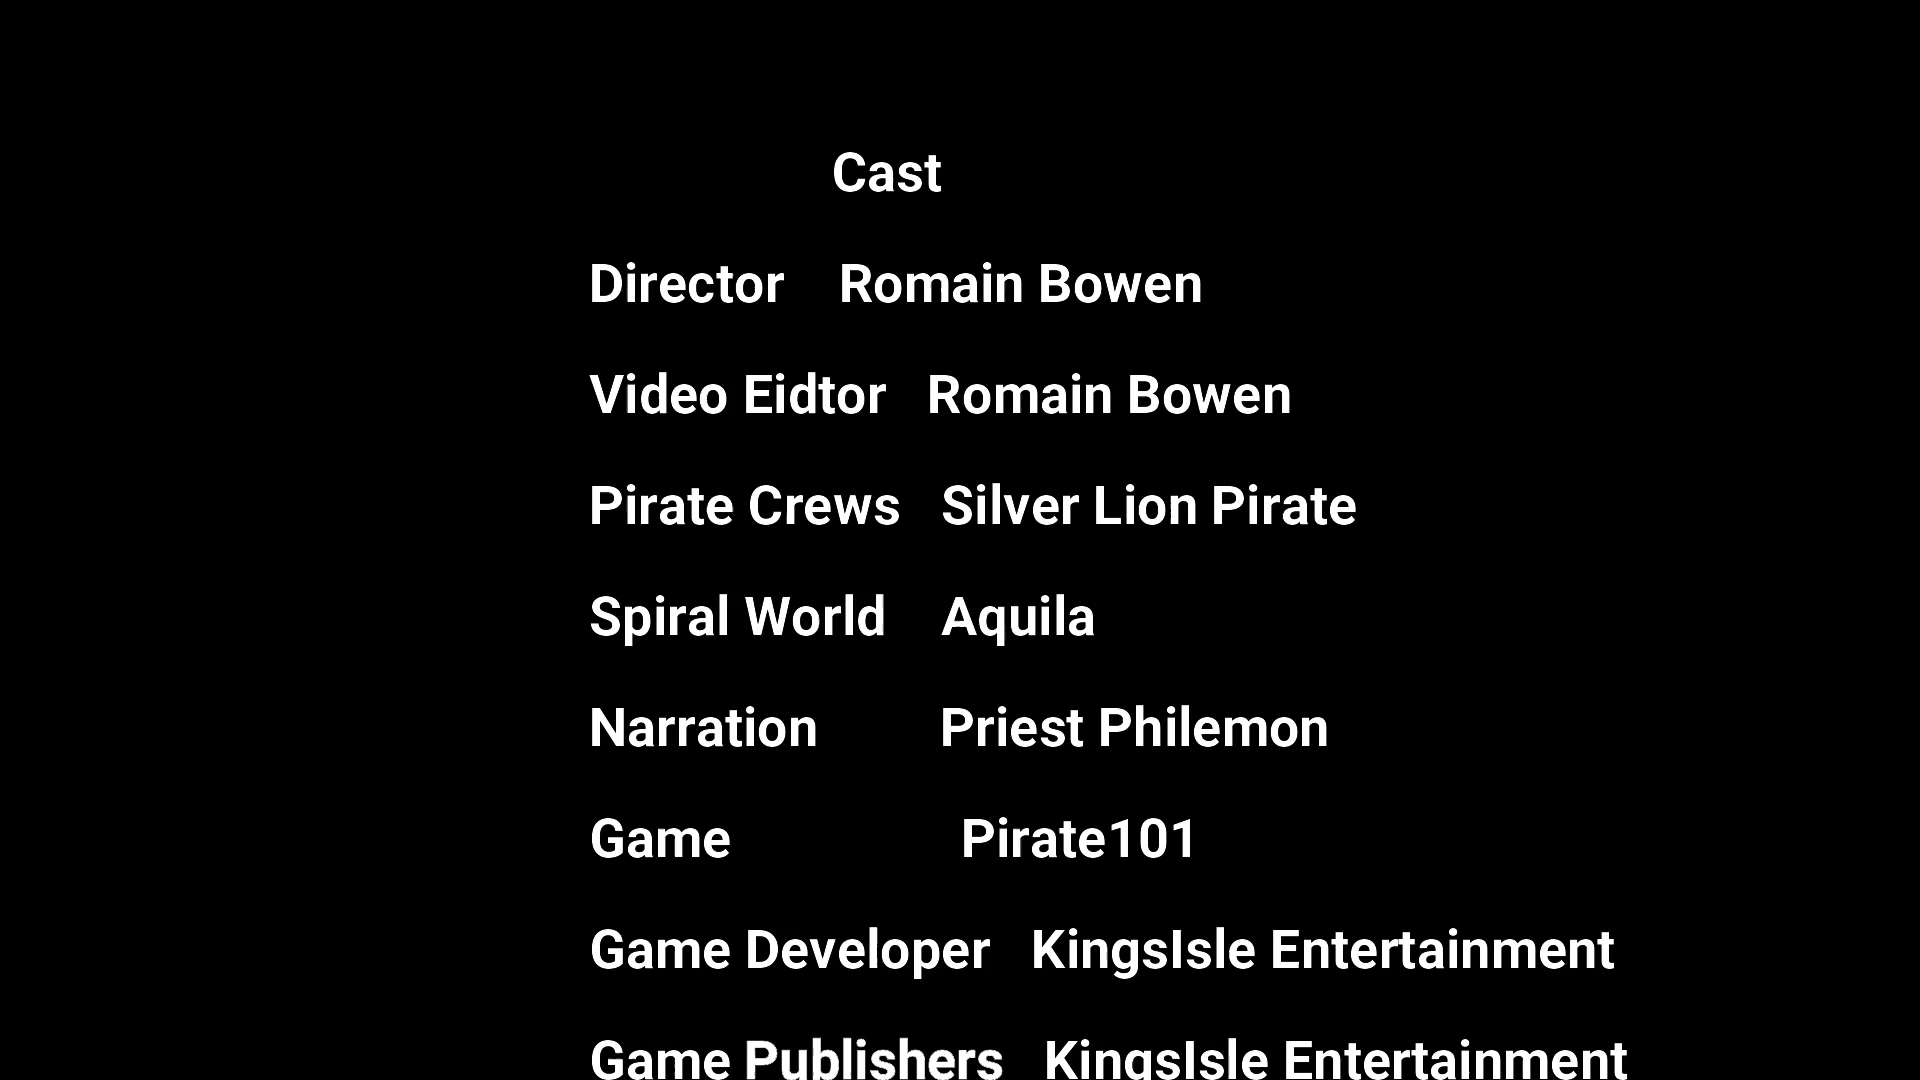 Cast
Director Romain Bowen
Video Eidtor Romain Bowen
Pirate Crews Silver Lion Pirate
Spiral World Aquila
Narration Priest Philemon
Game Pirate101
Game Developer KingsIsle Entertainment
Game Publishers KingsIsle Entertainment